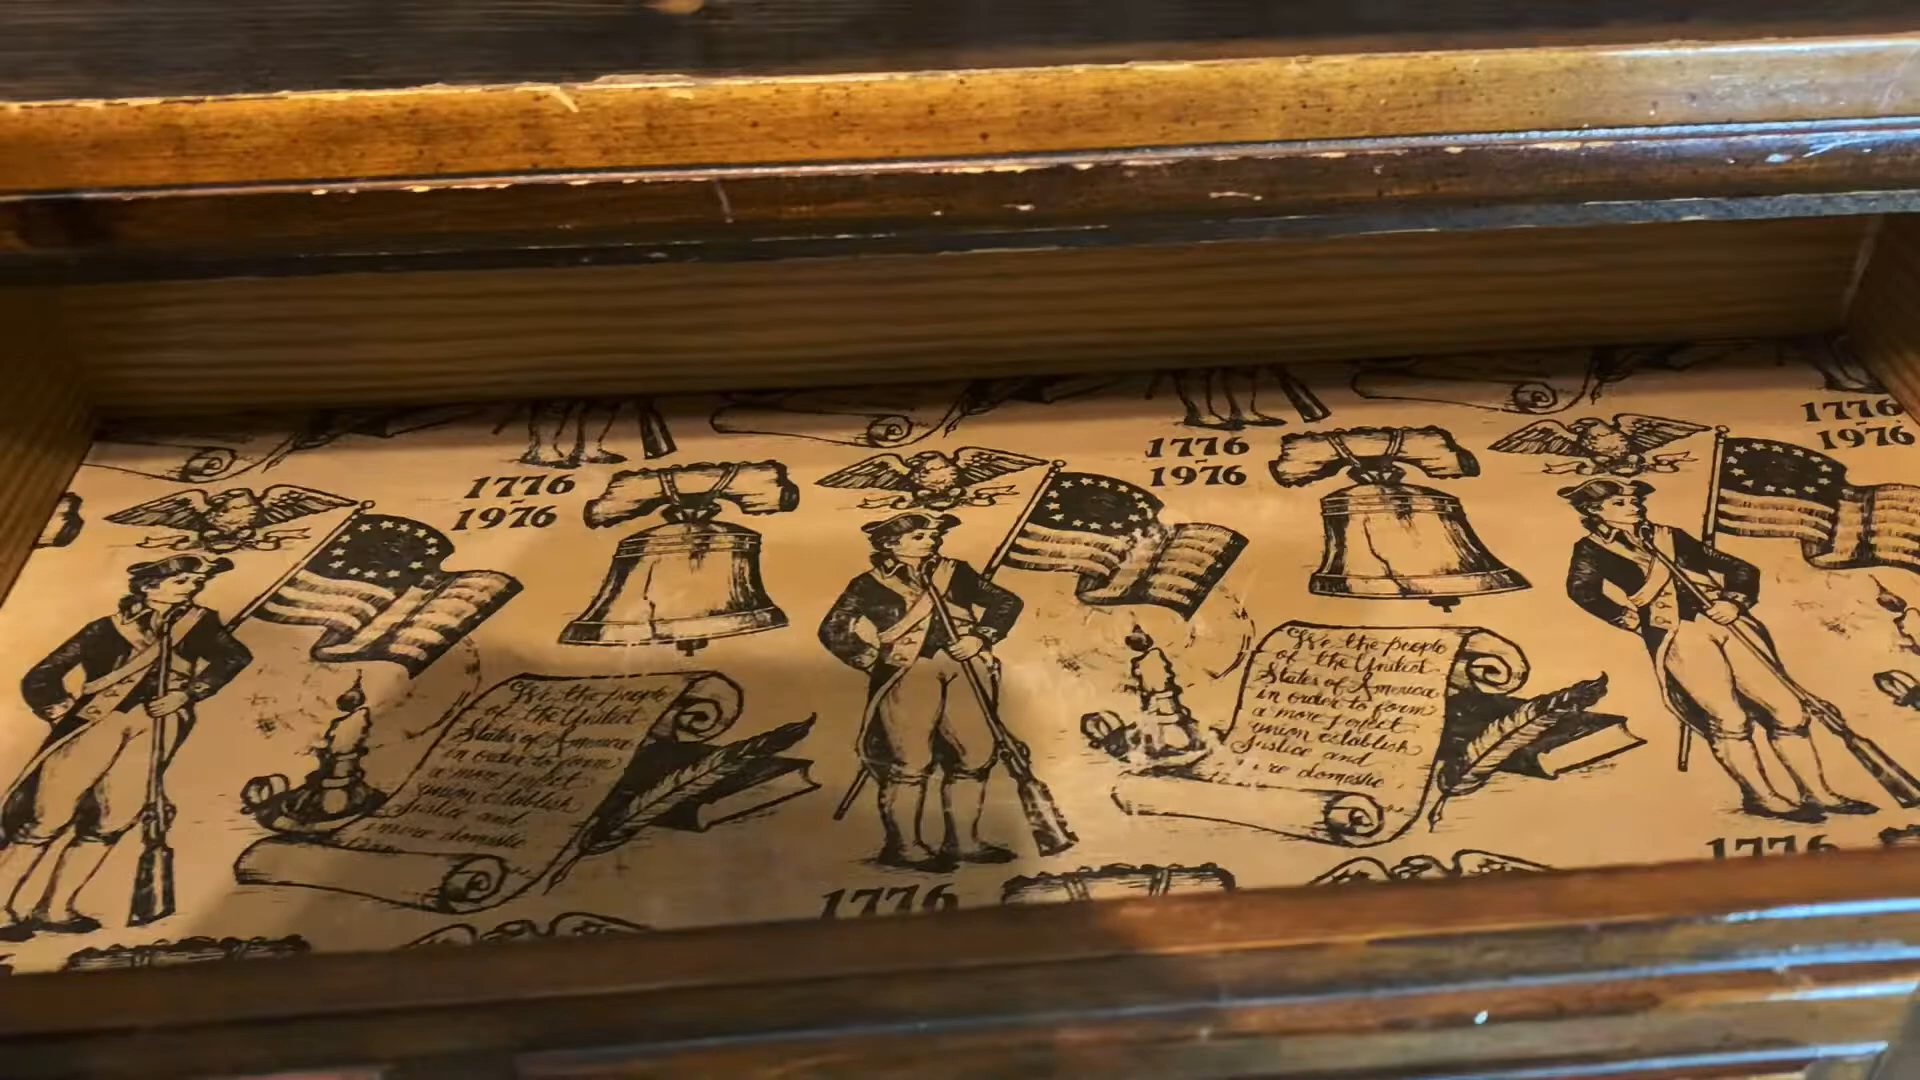 1776
1976
1776
1976
1776
1976
We the people
of the United
States of America
in order to form
a more perfect
union establish
Justice and
domestic
We the people
of the United
States of America
in order to form
a more perfect
union establish
Justice and
domestic
1776
1776